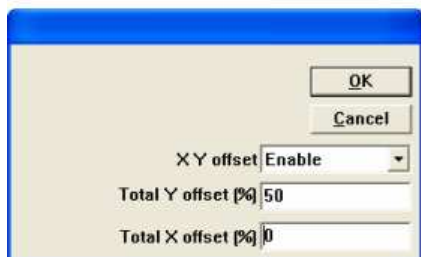 OK
Cancel
X Y offset Enable
Total Y offset (%) 50
Total X offset (%) 0